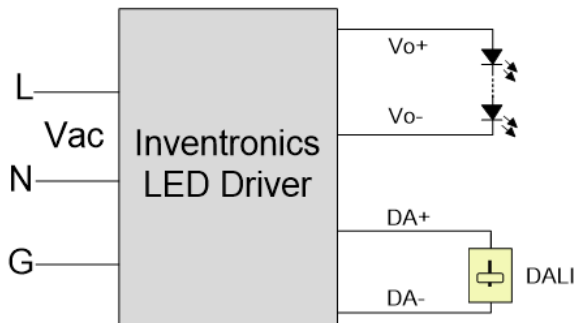 L
Vac
N
G
Inventronics
LED Driver
Vo+
Vo-
DA+
DA-
DALI